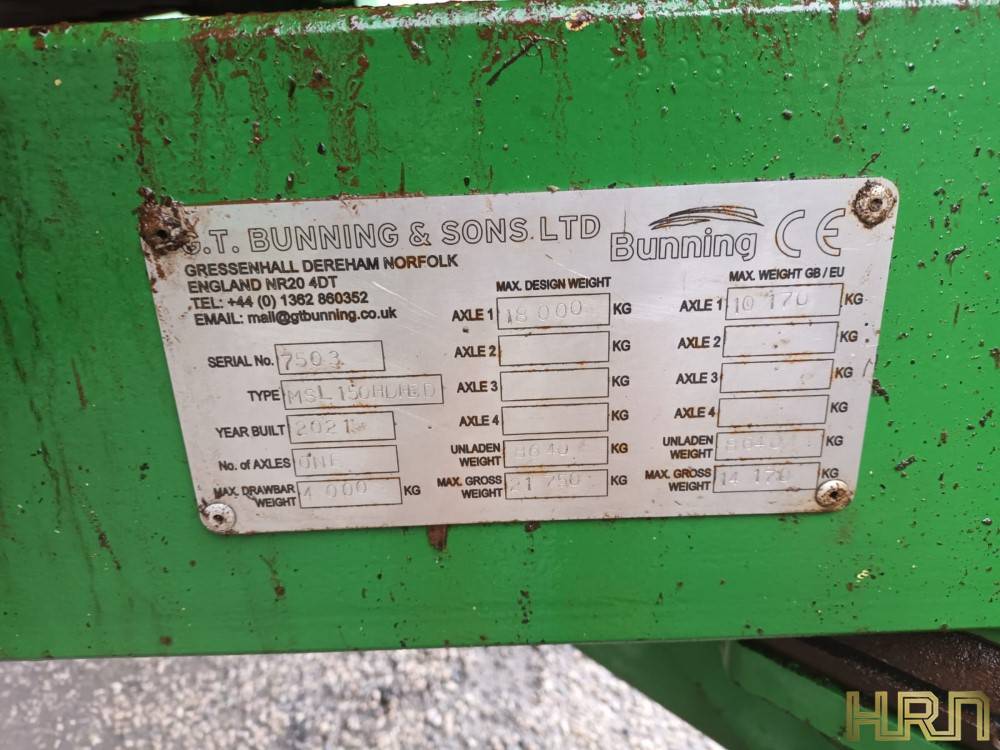 G.T. BUNNING & SONS LTD
Bunning CE
GRESSENHALL DEREHAM NORFOLK
ENGLAND NR20 4DT
TEL: +44 (0) 1362 860352
EMAIL: mail@gtbunning.co.uk
SERIAL No. 7503
TYPE MSL 150HD
YEAR BUILT 2021
No. of AXLES ONE
MAX. DRAWBAR WEIGHT 4 000 KG
MAX. DESIGN WEIGHT
AXLE 1 18 000 KG
AXLE 2 KG
AXLE 3 KG
AXLE 4 KG
UNLADEN WEIGHT 8640 KG
MAX. GROSS WEIGHT 21 750 KG
MAX. WEIGHT GB / EU
AXLE 1 10 170 KG
AXLE 2 KG
AXLE 3 KG
AXLE 4 KG
UNLADEN WEIGHT 8640 KG
MAX. GROSS WEIGHT 14 170 KG
HRN